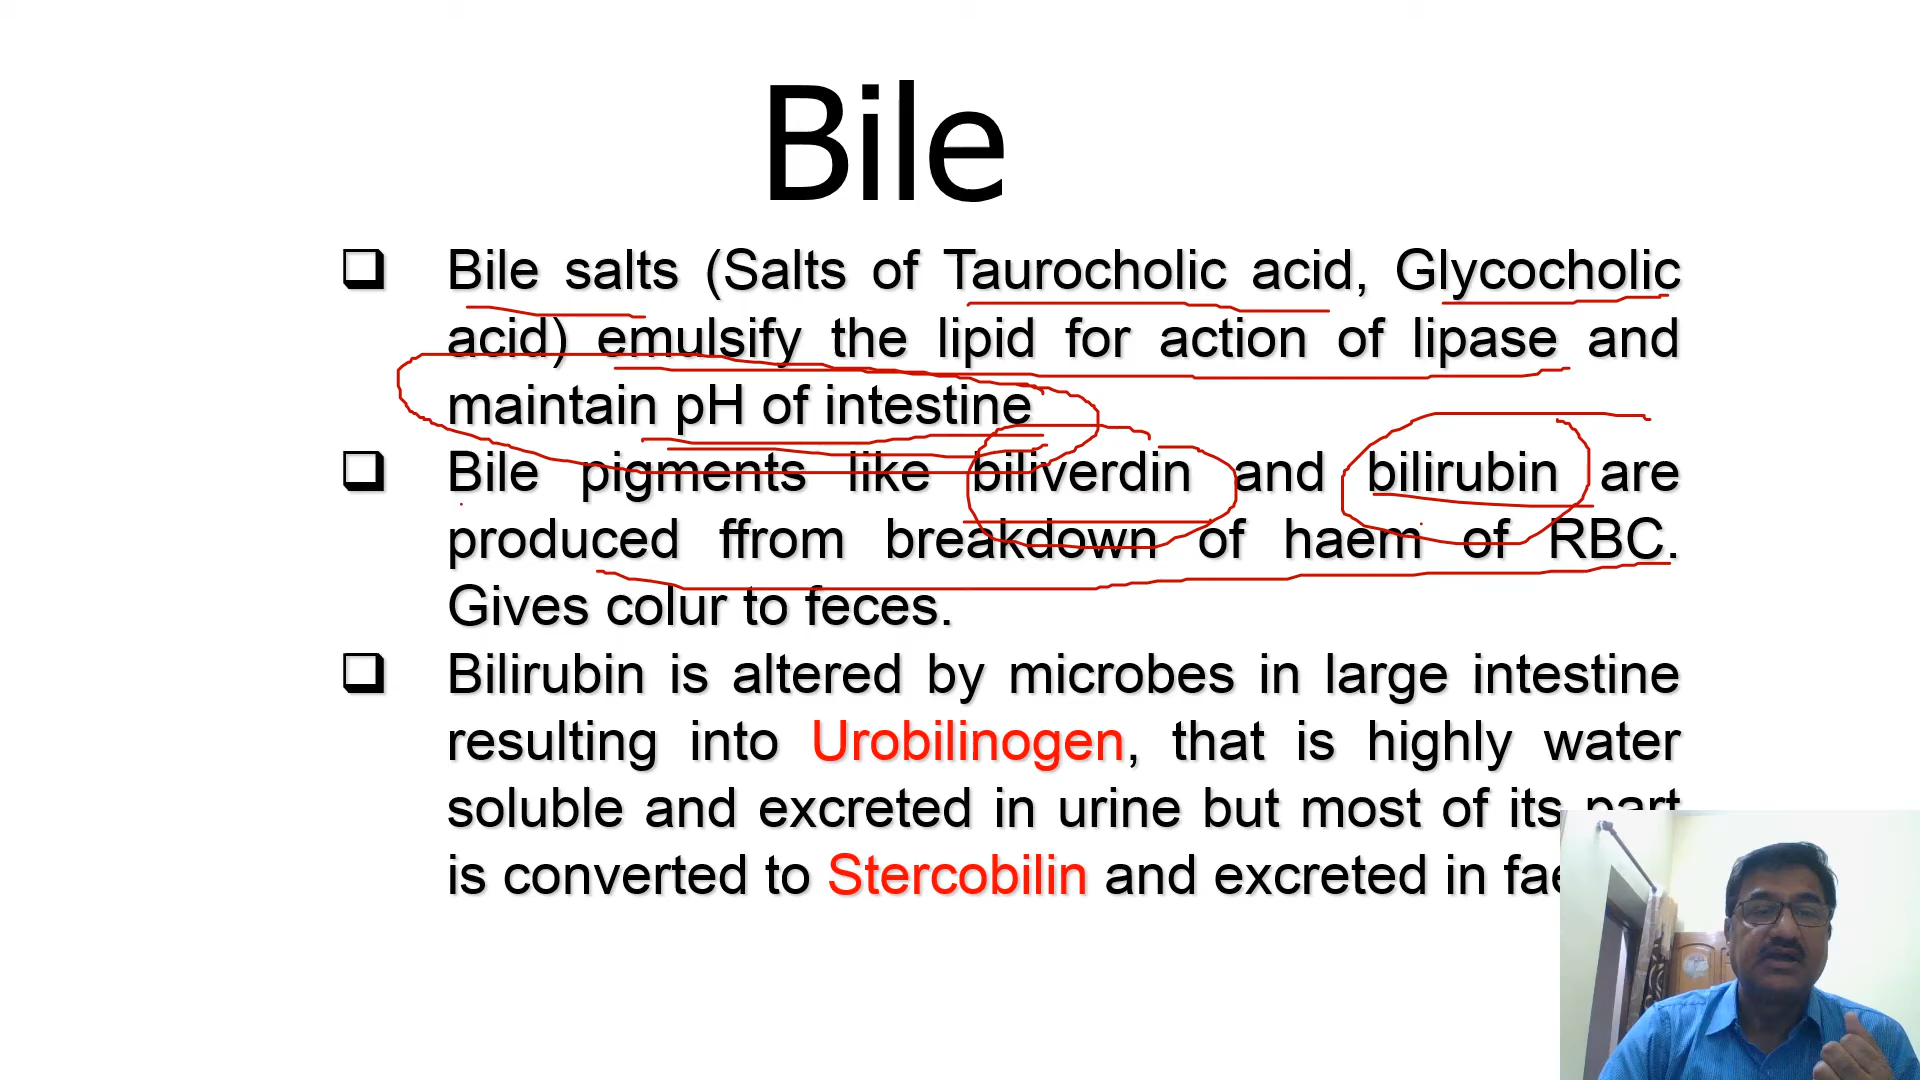 Bile
Bile salts (Salts of Taurocholic acid, Glycocholic
acid) emulsify the lipid for action of lipase and
maintain pH of intestine
Bile pigments like biliverdin and bilirubin are
produced ffrom breakdown of haem of RBC.
Gives colur to feces.
Bilirubin is altered by microbes in large intestine
resulting into Urobilinogen, that is highly water
soluble and excreted in urine but most of its part
is converted to Stercobilin and excreted in